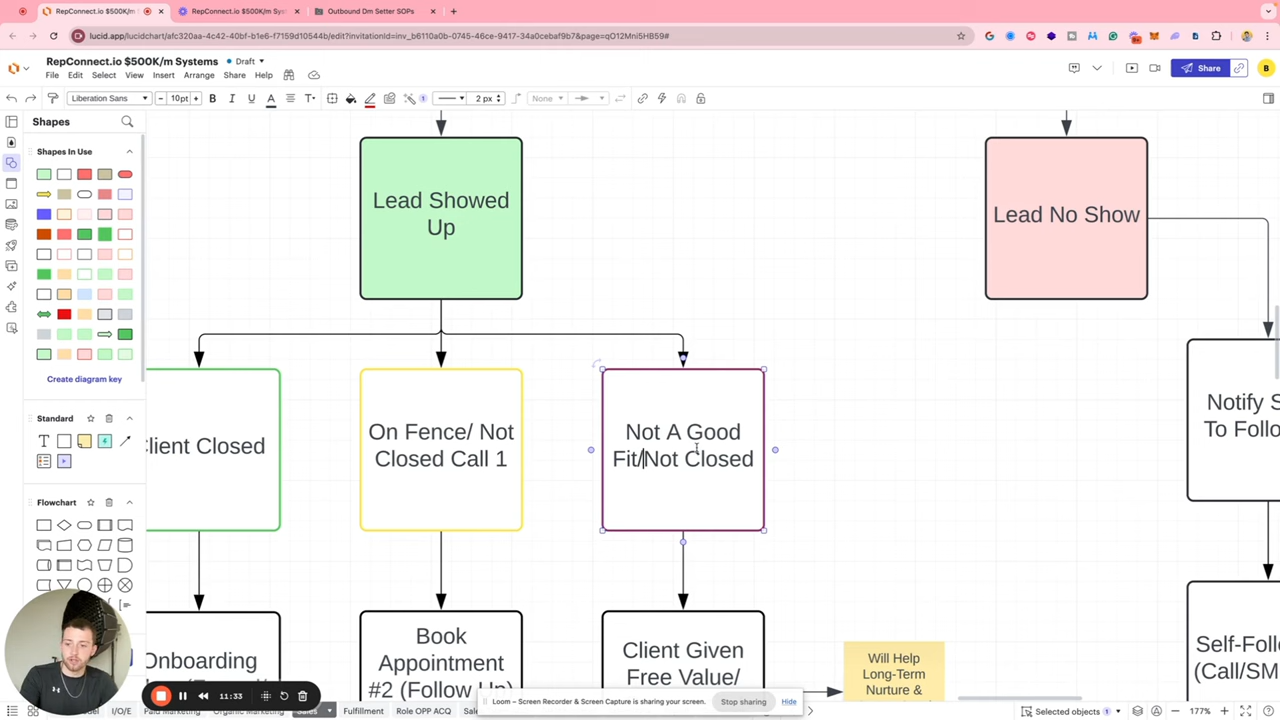 RepConnect.io $500K/m
RepConnect.io $500K/m Syst
Outbound Dm Setter SOPs
lucid.app/lucidchart/afc320aa-4c42-40bf-b1e6-f7159d10544b/edit?invitationId=inv_b6110a0b-0745-46ce-9417-34a0cebaf9b7&page=qO12Mni5HB59#
RepConnect.io $500K/m Systems
Draft
File Edit Select View Insert Arrange Share Help
Share
B
Liberation Sans
10pt
B I U A T
2 px
None
Shapes
Shapes In Use
Create diagram key
Standard
T
Flowchart
Lead Showed
Up
Lead No Show
Client Closed
On Fence/ Not
Closed Call 1
Not A Good
Fit/Not Closed
Notify S
To Follo
Onboarding
Book
Appointment
#2 (Follow Up)
Client Given
Free Value/
Will Help
Long-Term
Nurture &
Self-Follo
(Call/SM
11:33
Loom – Screen Recorder & Screen Capture is sharing your screen.
Stop sharing
Hide
I/O/E
Paid Marketing
Organic Marketing
Sales
Fulfillment
Role OPP ACC
Sale
Selected objects
1
177%